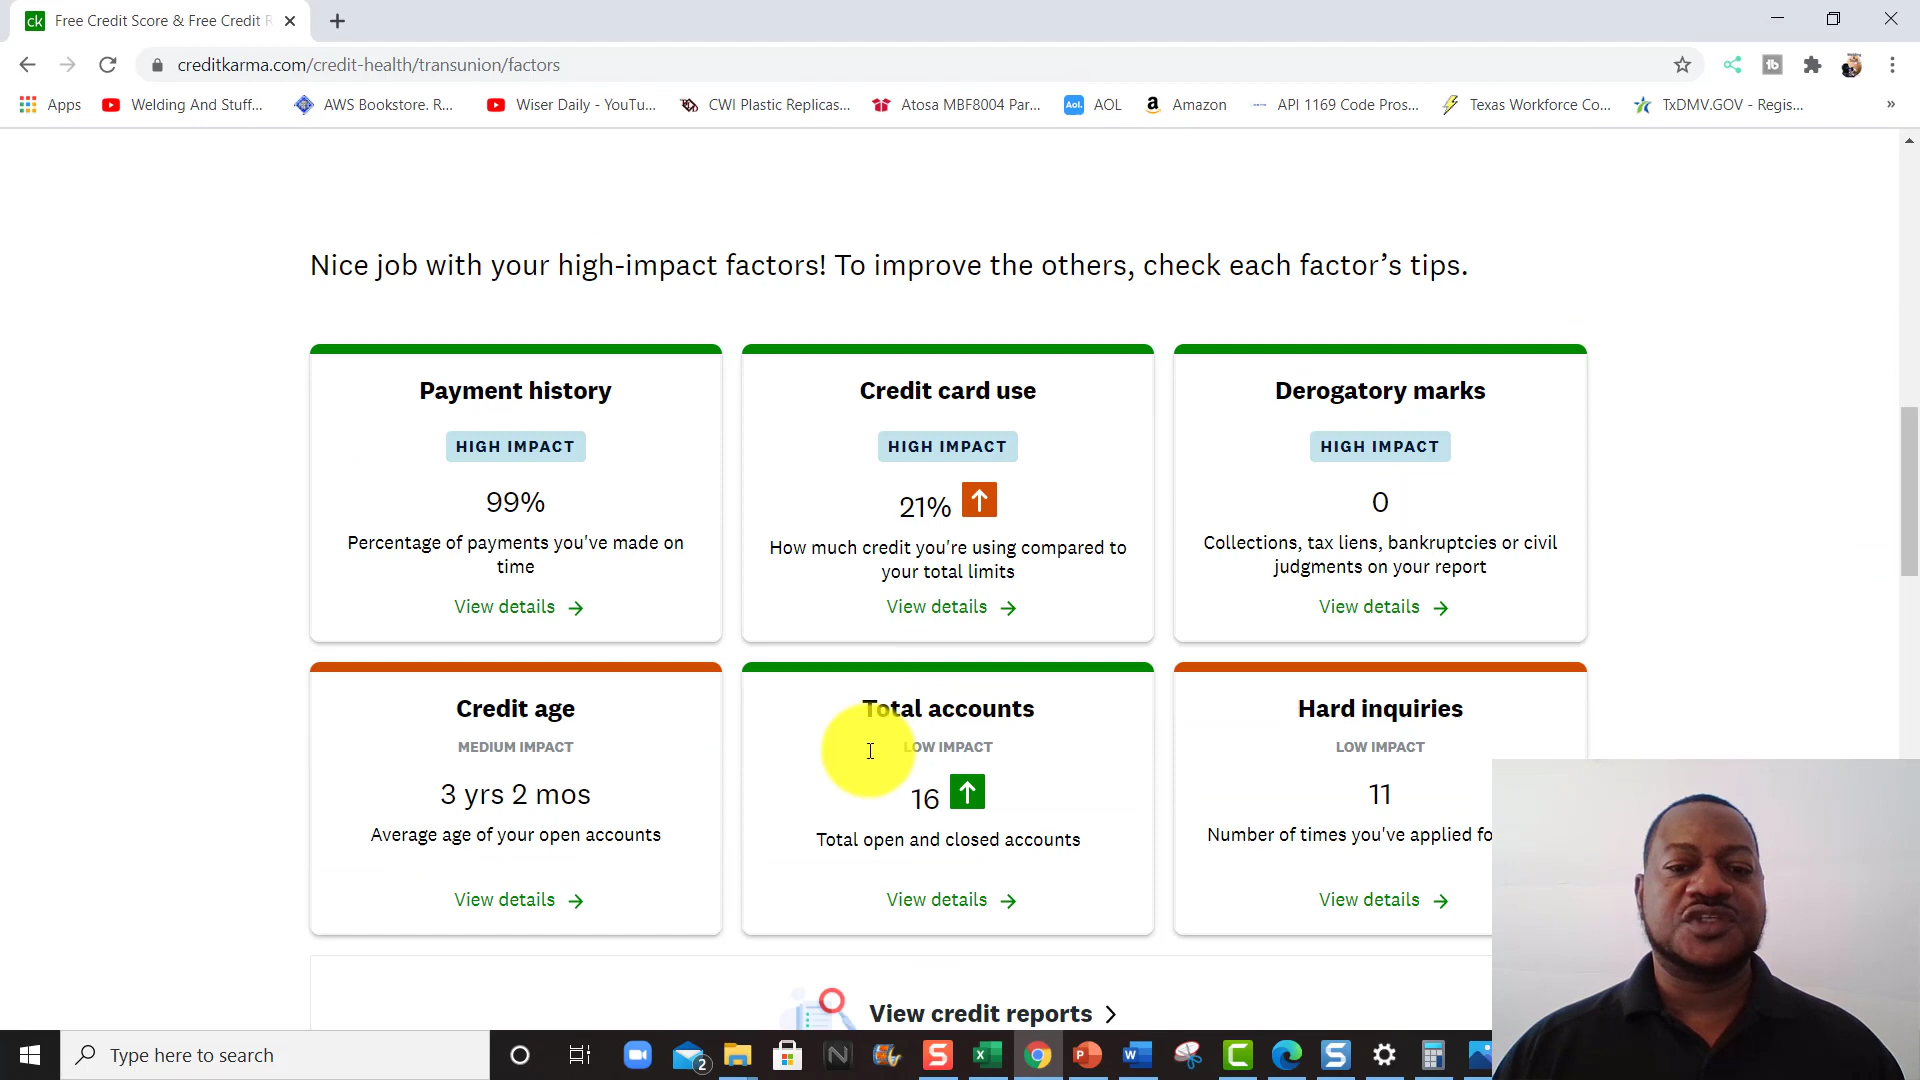 ck Free Credit Score & Free Credit R
creditkarma.com/credit-health/transunion/factors
Apps Welding And Stuff... AWS Bookstore. R... Wiser Daily - YouTu... CWI Plastic Replicas... Atosa MBF8004 Par... Aol. AOL a Amazon API 1169 Code Pros... Texas Workforce Co... TxDMV.GOV - Regis... »
Nice job with your high-impact factors! To improve the others, check each factor’s tips.
Payment history
HIGH IMPACT
99%
Percentage of payments you've made on
time
View details →
Credit card use
HIGH IMPACT
21% ↑
How much credit you're using compared to
your total limits
View details →
Derogatory marks
HIGH IMPACT
0
Collections, tax liens, bankruptcies or civil
judgments on your report
View details →
Credit age
MEDIUM IMPACT
3 yrs 2 mos
Average age of your open accounts
View details →
Total accounts
LOW IMPACT
16 ↑
Total open and closed accounts
View details →
Hard inquiries
LOW IMPACT
11
Number of times you've applied fo
View details →
View credit reports >
Type here to search
2